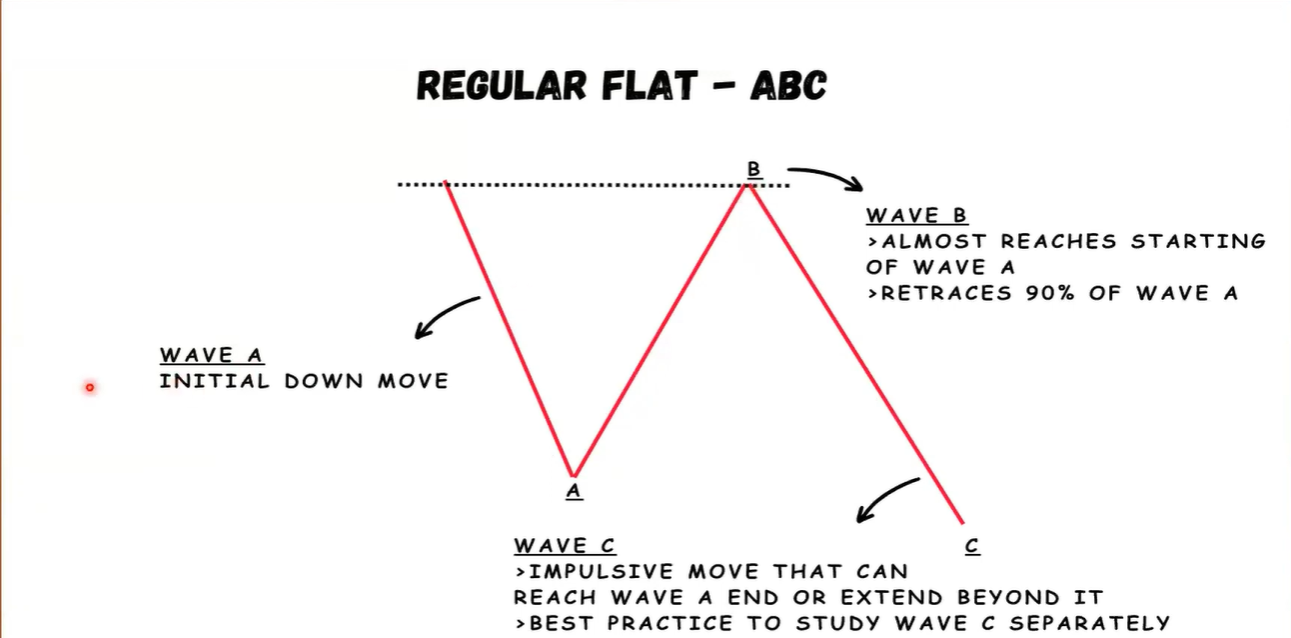 REGULAR FLAT – ABC
B
WAVE B
>ALMOST REACHES STARTING
OF WAVE A
>RETRACES 90% OF WAVE A
WAVE A
INITIAL DOWN MOVE
A
WAVE C
C
>IMPULSIVE MOVE THAT CAN
REACH WAVE A END OR EXTEND BEYOND IT
>BEST PRACTICE TO STUDY WAVE C SEPARATELY